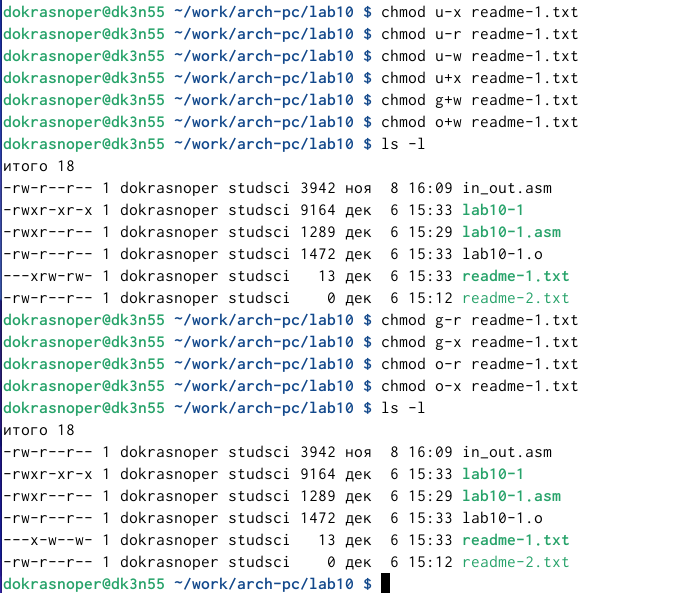 dokrasnoper@dk3n55 ~/work/arch-pc/lab10 $ chmod u-x readme-1.txt
dokrasnoper@dk3n55 ~/work/arch-pc/lab10 $ chmod u-r readme-1.txt
dokrasnoper@dk3n55 ~/work/arch-pc/lab10 $ chmod u-w readme-1.txt
dokrasnoper@dk3n55 ~/work/arch-pc/lab10 $ chmod u+x readme-1.txt
dokrasnoper@dk3n55 ~/work/arch-pc/lab10 $ chmod g+w readme-1.txt
dokrasnoper@dk3n55 ~/work/arch-pc/lab10 $ chmod o+w readme-1.txt
dokrasnoper@dk3n55 ~/work/arch-pc/lab10 $ ls -l
итого 18
-rw-r--r-- 1 dokrasnoper studsci 3942 ноя  8 16:09 in_out.asm
-rwxr-xr-x 1 dokrasnoper studsci 9164 дек  6 15:33 lab10-1
-rwxr--r-- 1 dokrasnoper studsci 1289 дек  6 15:29 lab10-1.asm
-rw-r--r-- 1 dokrasnoper studsci 1472 дек  6 15:33 lab10-1.o
---xrw-rw- 1 dokrasnoper studsci   13 дек  6 15:33 readme-1.txt
-rw-r--r-- 1 dokrasnoper studsci    0 дек  6 15:12 readme-2.txt
dokrasnoper@dk3n55 ~/work/arch-pc/lab10 $ chmod g-r readme-1.txt
dokrasnoper@dk3n55 ~/work/arch-pc/lab10 $ chmod g-x readme-1.txt
dokrasnoper@dk3n55 ~/work/arch-pc/lab10 $ chmod o-r readme-1.txt
dokrasnoper@dk3n55 ~/work/arch-pc/lab10 $ chmod o-x readme-1.txt
dokrasnoper@dk3n55 ~/work/arch-pc/lab10 $ ls -l
итого 18
-rw-r--r-- 1 dokrasnoper studsci 3942 ноя  8 16:09 in_out.asm
-rwxr-xr-x 1 dokrasnoper studsci 9164 дек  6 15:33 lab10-1
-rwxr--r-- 1 dokrasnoper studsci 1289 дек  6 15:29 lab10-1.asm
-rw-r--r-- 1 dokrasnoper studsci 1472 дек  6 15:33 lab10-1.o
---x-w--w- 1 dokrasnoper studsci   13 дек  6 15:33 readme-1.txt
-rw-r--r-- 1 dokrasnoper studsci    0 дек  6 15:12 readme-2.txt
dokrasnoper@dk3n55 ~/work/arch-pc/lab10 $